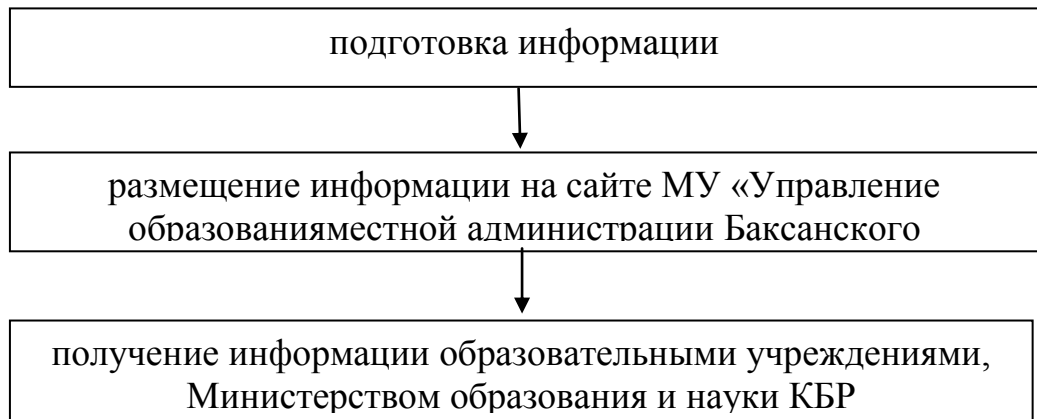 подготовка информации
размещение информации на сайте МУ «Управление
образованияместной администрации Баксанского
получение информации образовательными учреждениями,
Министерством образования и науки КБР